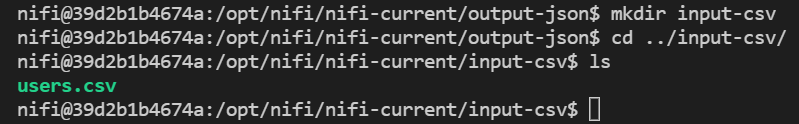 nifi@39d2b1b4674a:/opt/nifi/nifi-current/output-json$ mkdir input-csv
nifi@39d2b1b4674a:/opt/nifi/nifi-current/output-json$ cd ../input-csv/
nifi@39d2b1b4674a:/opt/nifi/nifi-current/input-csv$ ls
users.csv
nifi@39d2b1b4674a:/opt/nifi/nifi-current/input-csv$